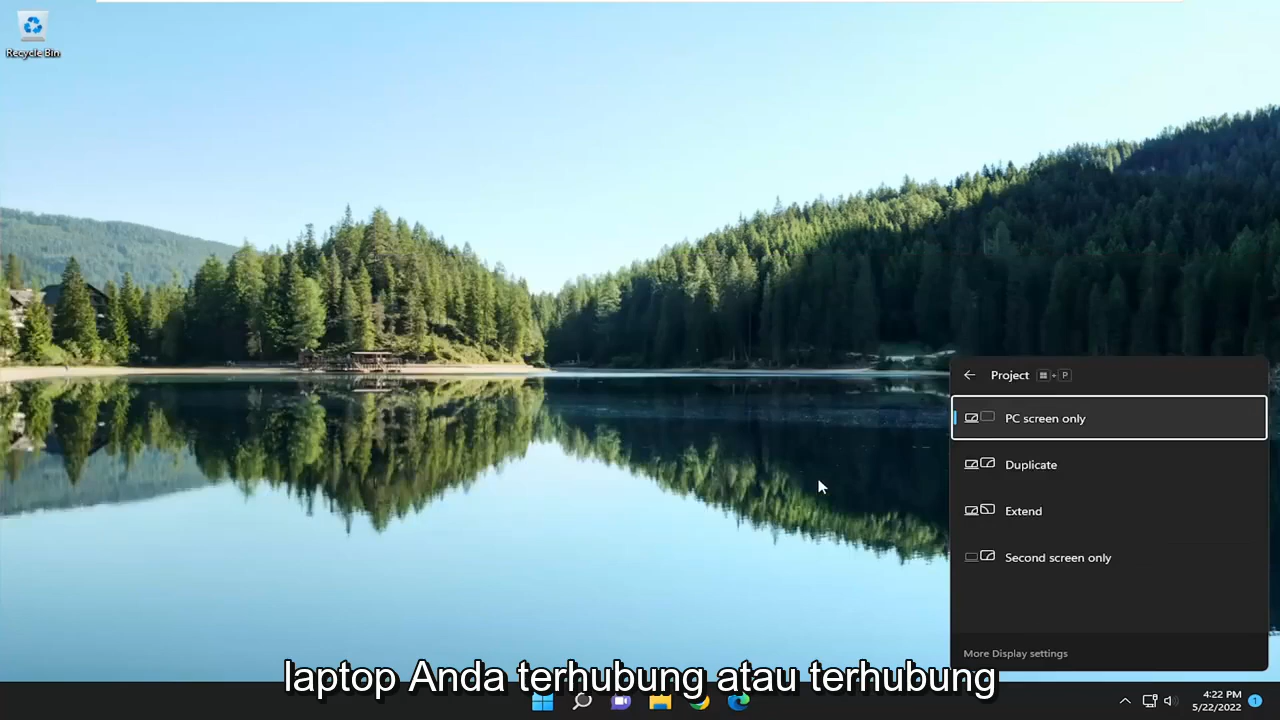 Recycle Bin
Project + P
PC screen only
Duplicate
Extend
Second screen only
More Display settings
laptop Anda terhubung atau terhubung
4:22 PM
5/22/2022
1